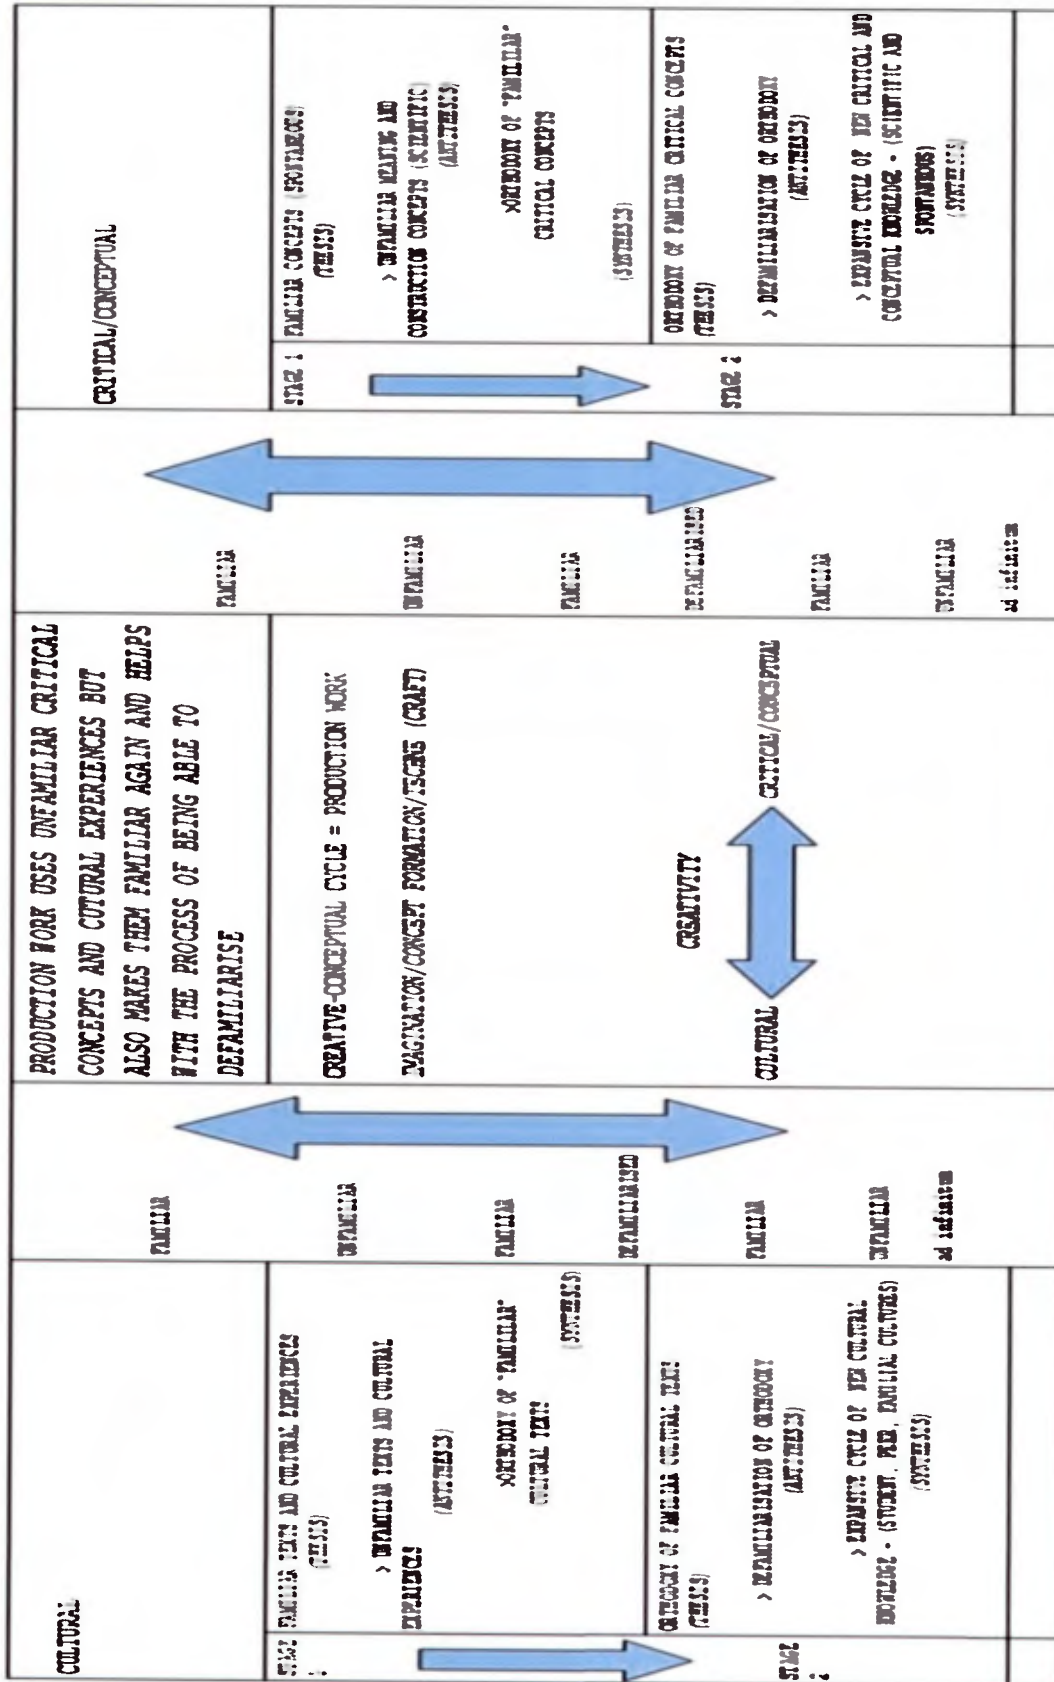 CULTURAL
STAGE 1
FAMILIAR TEXTS AND CULTURAL EXPERIENCES
(THESIS)
> UNFAMILIAR TEXTS AND CULTURAL
EXPERIENCES
(ANTITHESIS)
>ORTHODOXY OF "FAMILIAR"
CULTURAL TEXTS
(SYNTHESIS)
STAGE
2
ORTHODOXY OF FAMILIAR CULTURAL TEXTS
(THESIS)
> DEFAMILIARISATION OF ORTHODOXY
(ANTITHESIS)
> EXPANSIVE CYCLE OF NEW CULTURAL
KNOWLEDGE - (STUDENT, PEER, FAMILIAL CULTURES)
(SYNTHESIS)
FAMILIAR
UNFAMILIAR
FAMILIAR
DEFAMILIARISED
FAMILIAR
UNFAMILIAR
ad infinitum
PRODUCTION WORK USES UNFAMILIAR CRITICAL
CONCEPTS AND CUTURAL EXPERIENCES BUT
ALSO MAKES THEM FAMILIAR AGAIN AND HELPS
WITH THE PROCESS OF BEING ABLE TO
DEFAMILIARISE
CREATIVE-CONCEPTUAL CYCLE = PRODUCTION WORK
IMAGINATION/CONCEPT FORMATION/TECHNE (CRAFT)
CREATIVITY
CULTURAL
CRITICAL/CONCEPTUAL
FAMILIAR
UNFAMILIAR
FAMILIAR
DEFAMILIARISED
FAMILIAR
UNFAMILIAR
ad infinitum
CRITICAL/CONCEPTUAL
STAGE 1
FAMILIAR CONCEPTS (SPONTANEOUS)
(THESIS)
> UNFAMILIAR MEANING AND
CONSTRUCTION CONCEPTS (SCIENTIFIC)
(ANTITHESIS)
>ORTHODOXY OF "FAMILIAR"
CRITICAL CONCEPTS
(SYNTHESIS)
STAGE 2
ORTHODOXY OF FAMILIAR CRITICAL CONCEPTS
(THESIS)
> DEFAMILIARISATION OF ORTHODOXY
(ANTITHESIS)
> EXPANSIVE CYCLE OF NEW CRITICAL AND
CONCEPTUAL KNOWLEDGE - (SCIENTIFIC AND
SPONTANEOUS)
(SYNTHESIS)